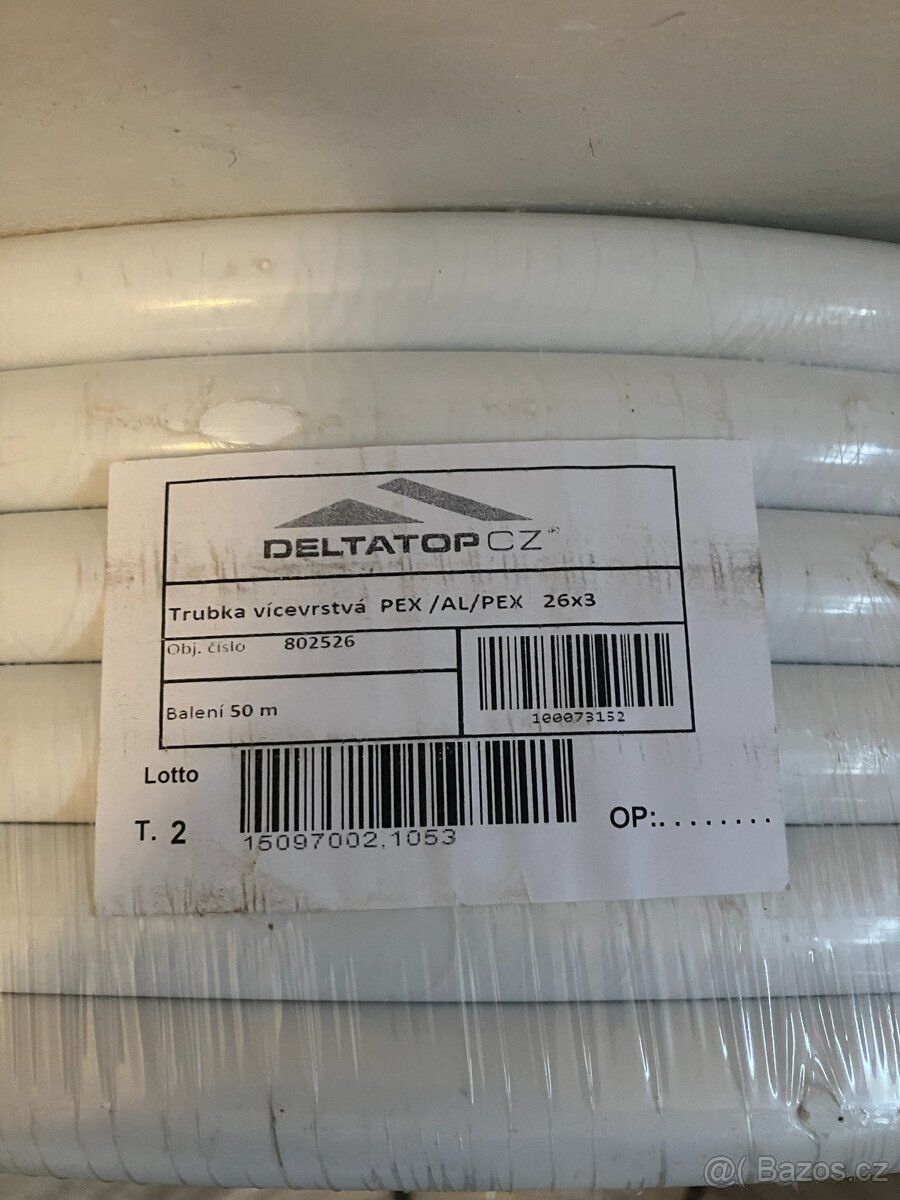 DELTATOP CZ®
Trubka vícevrstvá PEX /AL/PEX 26x3
Obj. číslo 802526
Balení 50 m
100073152
Lotto
T. 2
15097002.1053
OP:........
@( Bazos.cz